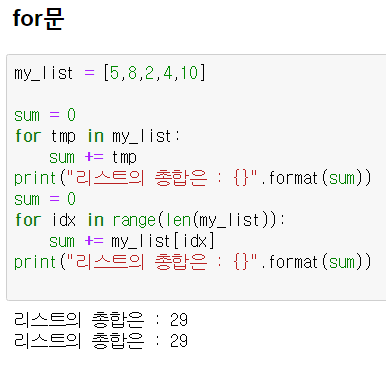 for문
my_list = [5,8,2,4,10]
sum = 0
for tmp in my_list:
    sum += tmp
print("리스트의 총합은 : {}".format(sum))
sum = 0
for idx in range(len(my_list)):
    sum += my_list[idx]
print("리스트의 총합은 : {}".format(sum))
리스트의 총합은 : 29
리스트의 총합은 : 29